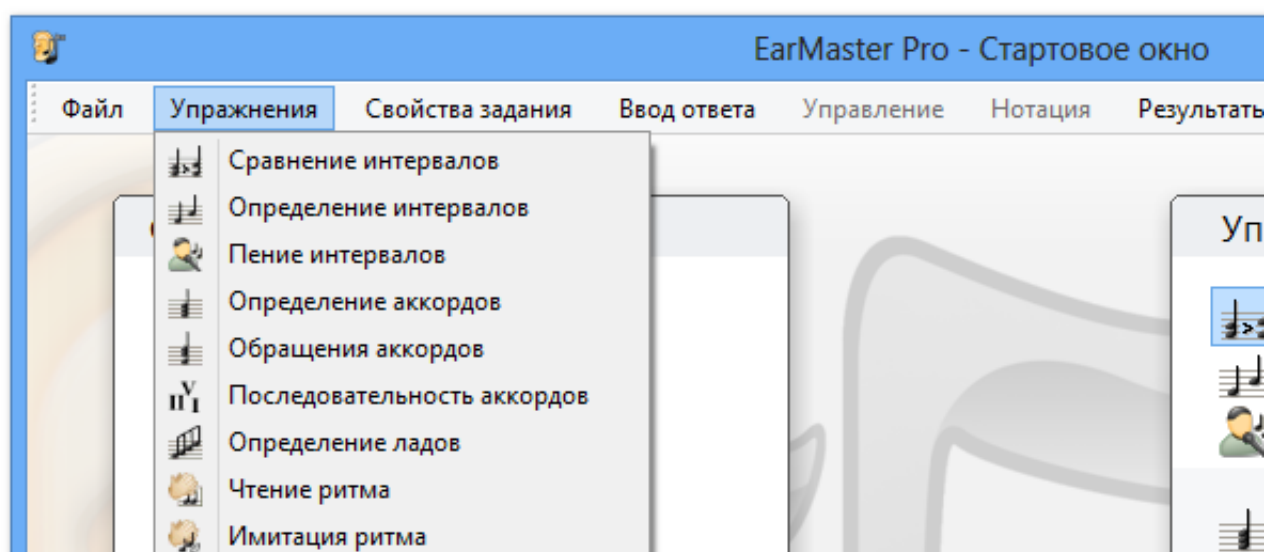 EarMaster Pro - Стартовое окно
Файл Упражнения Свойства задания Ввод ответа Управление Нотация
Сравнение интервалов
Определение интервалов
Пение интервалов
Определение аккордов
Обращения аккордов
II V I Последовательность аккордов
Определение ладов
Чтение ритма
Имитация ритма
Уп